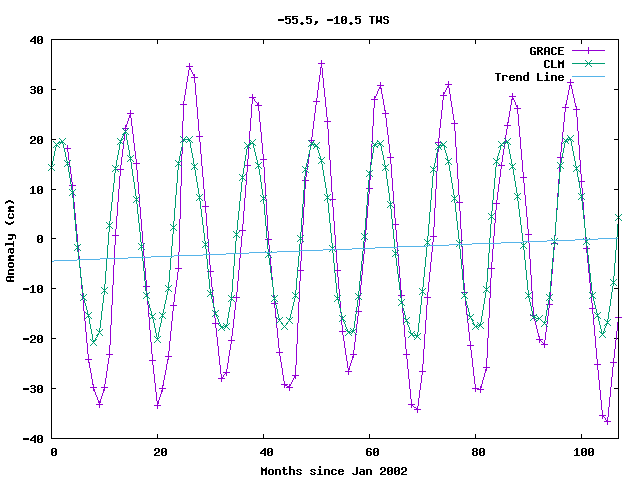 -55.5, -10.5 TWS
40
30
20
10
0
-10
-20
-30
-40
Anomaly (cm)
GRACE
CLM
Trend Line
0 20 40 60 80 100
Months since Jan 2002